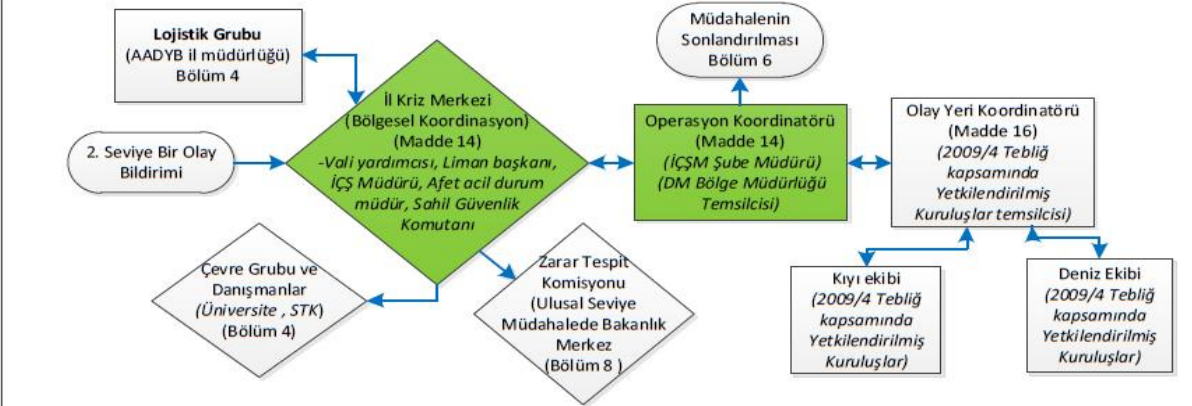 Lojistik Grubu
(AADYB il müdürlüğü)
Bölüm 4
Müdahalenin
Sonlandırılması
Bölüm 6
2. Seviye Bir Olay
Bildirimi
İl Kriz Merkezi
(Bölgesel Koordinasyon)
(Madde 14)
-Vali yardımcısı, Liman başkanı,
İÇŞ Müdürü, Afet acil durum
müdür, Sahil Güvenlik
Komutanı
Operasyon Koordinatörü
(Madde 14)
(İÇŞM Şube Müdürü)
(DM Bölge Müdürlüğü
Temsilcisi)
Olay Yeri Koordinatörü
(Madde 16)
(2009/4 Tebliğ
kapsamında
Yetkilendirilmiş
Kuruluşlar temsilcisi)
Çevre Grubu ve
Danışmanlar
(Üniversite , STK)
(Bölüm 4)
Zarar Tespit
Komisyonu
(Ulusal Seviye
Müdahalede Bakanlık
Merkez
(Bölüm 8 )
Kıyı ekibi
(2009/4 Tebliğ
kapsamında
Yetkilendirilmiş
Kuruluşlar)
Deniz Ekibi
(2009/4 Tebliğ
kapsamında
Yetkilendirilmiş
Kuruluşlar)